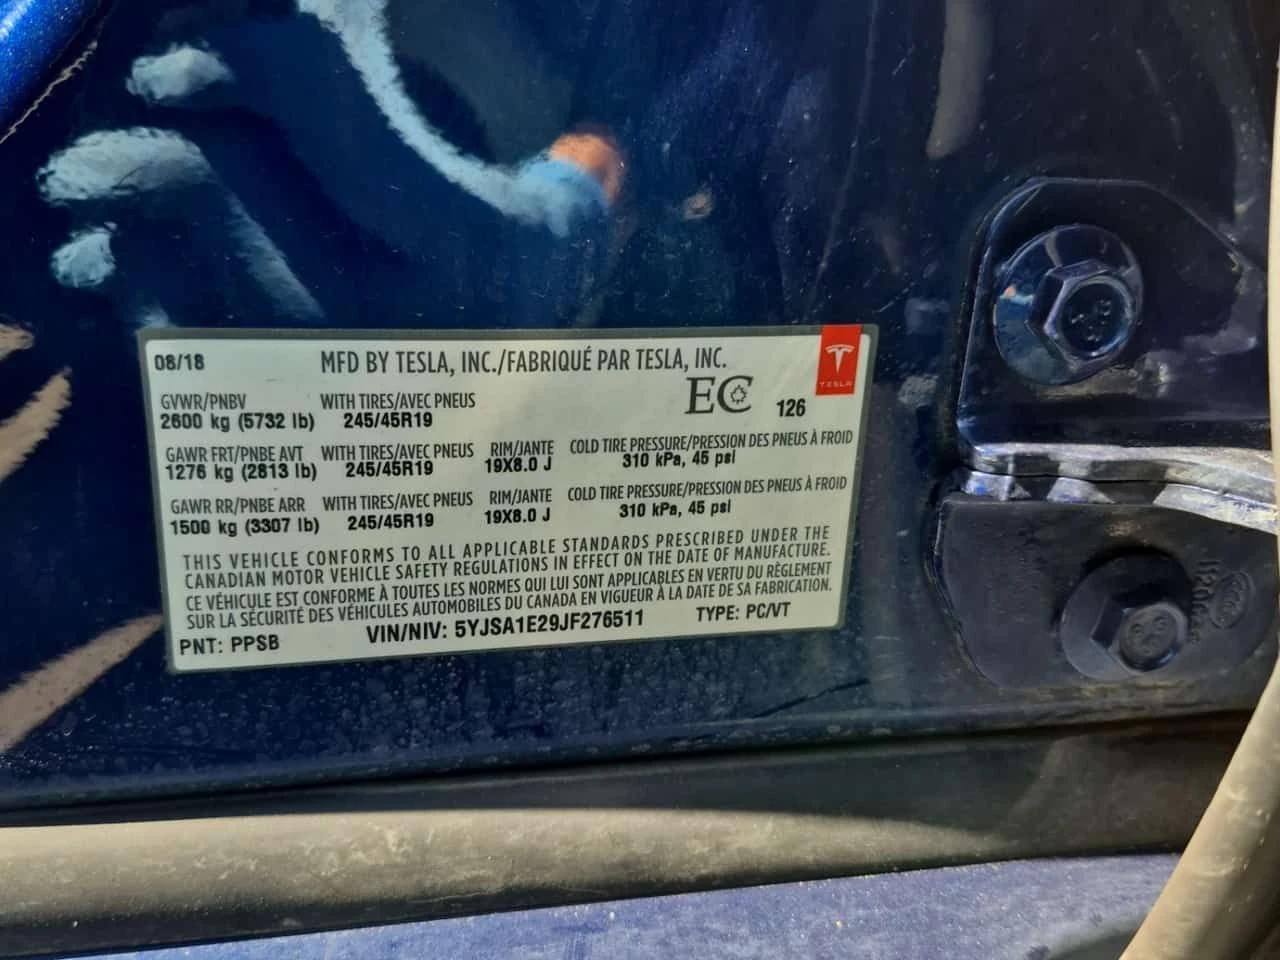 08/18 MFD BY TESLA, INC./FABRIQUÉ PAR TESLA, INC.
TESLA
GVWR/PNBV WITH TIRES/AVEC PNEUS EC 126
2600 kg (5732 lb) 245/45R19
GAWR FRT/PNBE AVT WITH TIRES/AVEC PNEUS RIM/JANTE COLD TIRE PRESSURE/PRESSION DES PNEUS À FROID
1276 kg (2813 lb) 245/45R19 19X8.0 J 310 kPa, 45 psi
GAWR RR/PNBE ARR WITH TIRES/AVEC PNEUS RIM/JANTE COLD TIRE PRESSURE/PRESSION DES PNEUS À FROID
1500 kg (3307 lb) 245/45R19 19X8.0 J 310 kPa, 45 psi
THIS VEHICLE CONFORMS TO ALL APPLICABLE STANDARDS PRESCRIBED UNDER THE
CANADIAN MOTOR VEHICLE SAFETY REGULATIONS IN EFFECT ON THE DATE OF MANUFACTURE.
CE VÉHICULE EST CONFORME À TOUTES LES NORMES QUI LUI SONT APPLICABLES EN VERTU DU RÈGLEMENT
SUR LA SÉCURITÉ DES VÉHICULES AUTOMOBILES DU CANADA EN VIGUEUR À LA DATE DE SA FABRICATION.
PNT: PPSB VIN/NIV: 5YJSA1E29JF276511 TYPE: PC/VT